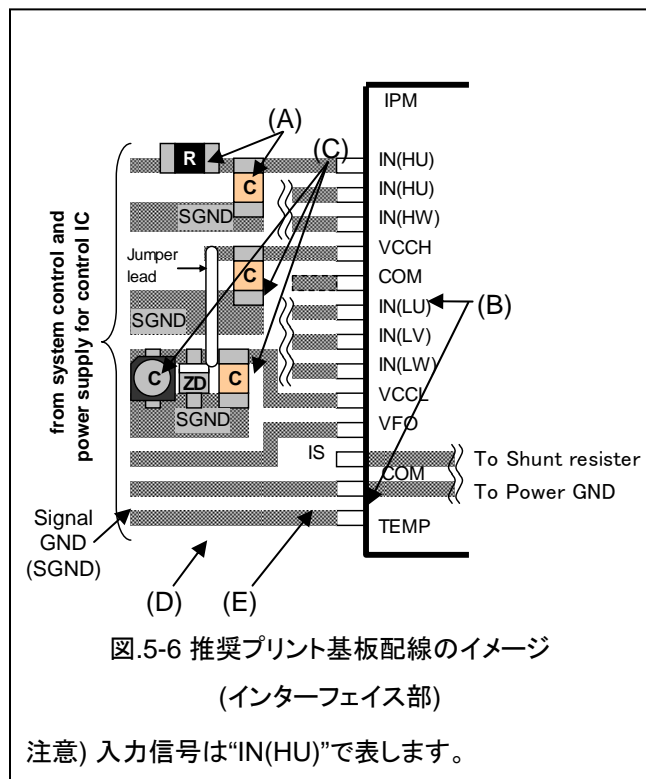 IPM
(A)
(C)
R
IN(HU)
C
IN(HU)
SGND
IN(HW)
VCCH
Jumper
lead
C
COM
IN(LU)
(B)
SGND
IN(LV)
IN(LW)
C
ZD
C
VCCL
SGND
VFO
from system control and
power supply for control IC
IS
To Shunt resister
COM
To Power GND
Signal
GND
(SGND)
TEMP
(D)
(E)
図.5-6 推奨プリント基板配線のイメージ
(インターフェイス部)
注意) 入力信号は“IN(HU)”で表します。